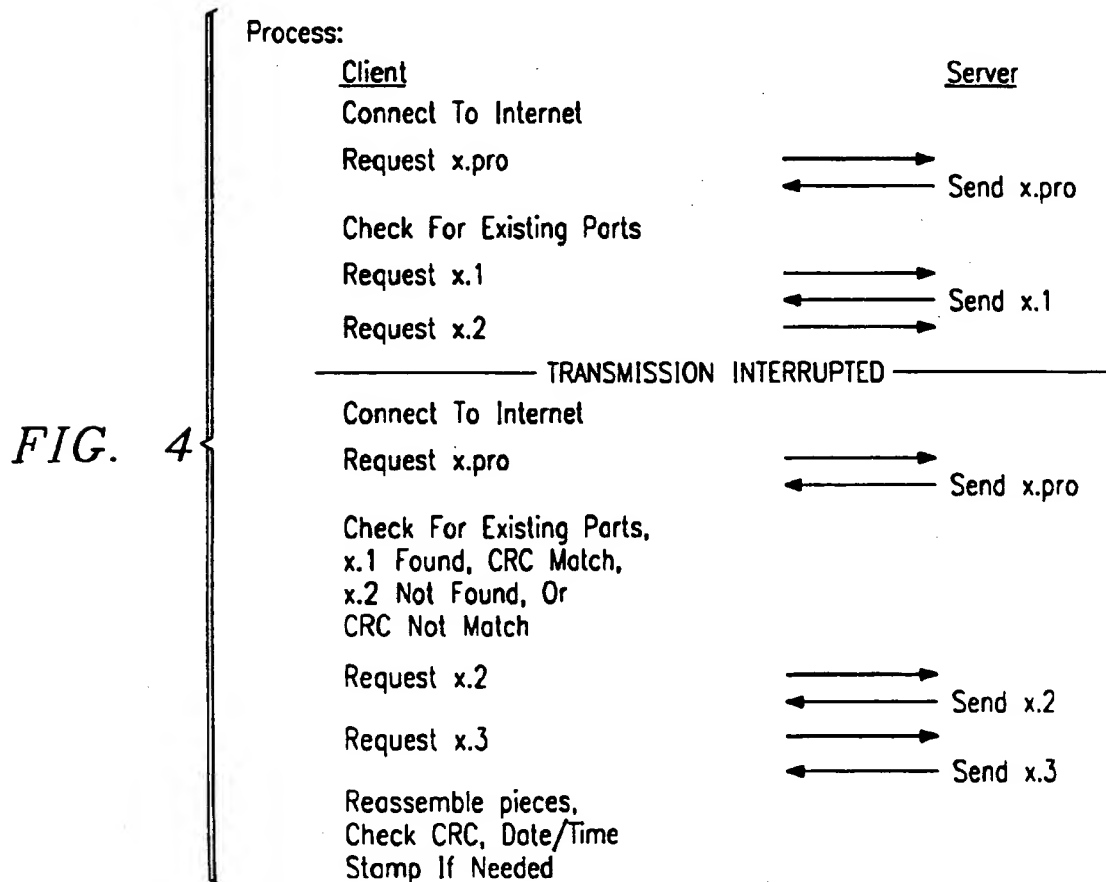 Process:
Client Server
Connect To Internet
Request x.pro
Send x.pro
Check For Existing Parts
Request x.1
Send x.1
Request x.2
TRANSMISSION INTERRUPTED
Connect To Internet
FIG. 4
Request x.pro
Send x.pro
Check For Existing Parts,
x.1 Found, CRC Match,
x.2 Not Found, Or
CRC Not Match
Request x.2
Send x.2
Request x.3
Send x.3
Reassemble pieces,
Check CRC, Date/Time
Stamp If Needed